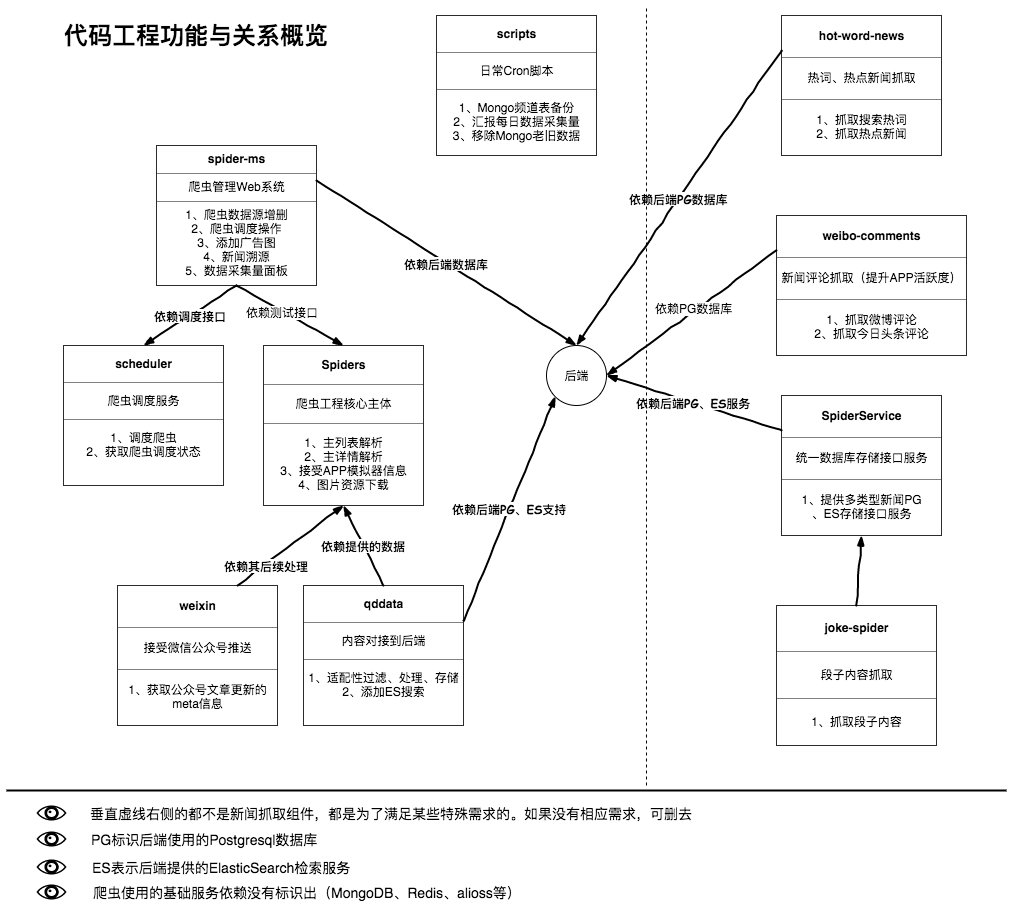 代码工程功能与关系概览
scripts
日常Cron脚本
1、Mongo频道表备份
2、汇报每日数据采集量
3、移除Mongo老旧数据
hot-word-news
热词、热点新闻抓取
1、抓取搜索热词
2、抓取热点新闻
spider-ms
爬虫管理Web系统
1、爬虫数据源增删
2、爬虫调度操作
3、添加广告图
4、新闻溯源
5、数据采集量面板
依赖后端PG数据库
weibo-comments
新闻评论抓取（提升APP活跃度）
1、抓取微博评论
2、抓取今日头条评论
依赖后端数据库
依赖PG数据库
依赖调度接口
依赖测试接口
scheduler
爬虫调度服务
1、调度爬虫
2、获取爬虫调度状态
Spiders
爬虫工程核心主体
1、主列表解析
2、主详情解析
3、接受APP模拟器信息
4、图片资源下载
后端
依赖后端PG、ES服务
SpiderService
统一数据库存储接口服务
1、提供多类型新闻PG
、ES存储接口服务
依赖后端PG、ES支持
依赖其后续处理
依赖提供的数据
weixin
接受微信公众号推送
1、获取公众号文章更新的
meta信息
qddata
内容对接到后端
1、适配性过滤、处理、存储
2、添加ES搜索
joke-spider
段子内容抓取
1、抓取段子内容
垂直虚线右侧的都不是新闻抓取组件，都是为了满足某些特殊需求的。如果没有相应需求，可删去
PG标识后端使用的Postgresql数据库
ES表示后端提供的ElasticSearch检索服务
爬虫使用的基础服务依赖没有标识出（MongoDB、Redis、alioss等）